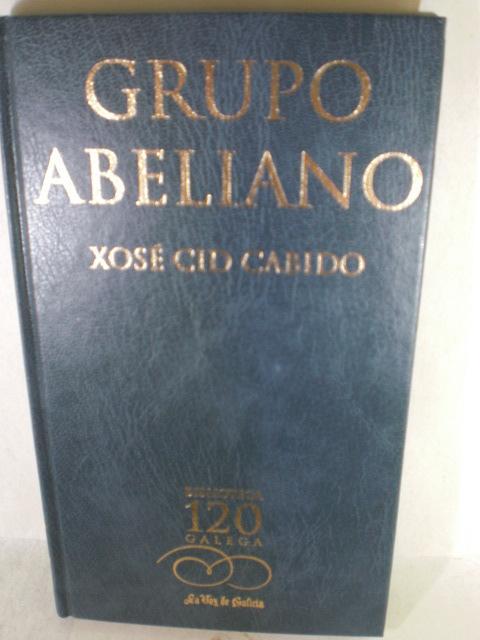 GRUPO
ABELIANO
XOSÉ CID CABIDO
BIBLIOTECA
120
GALEGA
La Voz de Galicia